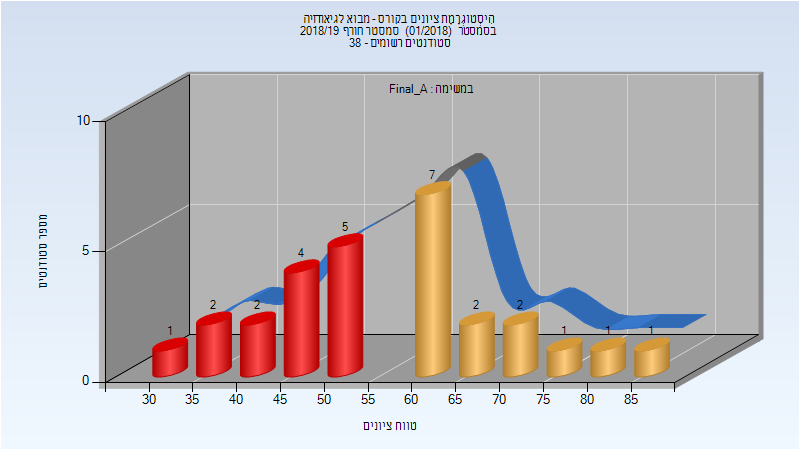 היסטוגרמת ציונים בקורס - מבוא לגיאודזיה
בסמסטר (01/2018) סמסטר חורף 2018/19
סטודנטים רשומים - 38
במשימה : Final_A
10
5
0
מספר סטודנטים
1
2
2
4
5
7
2
2
1
1
1
30 35 40 45 50 55 60 65 70 75 80 85
טווח ציונים